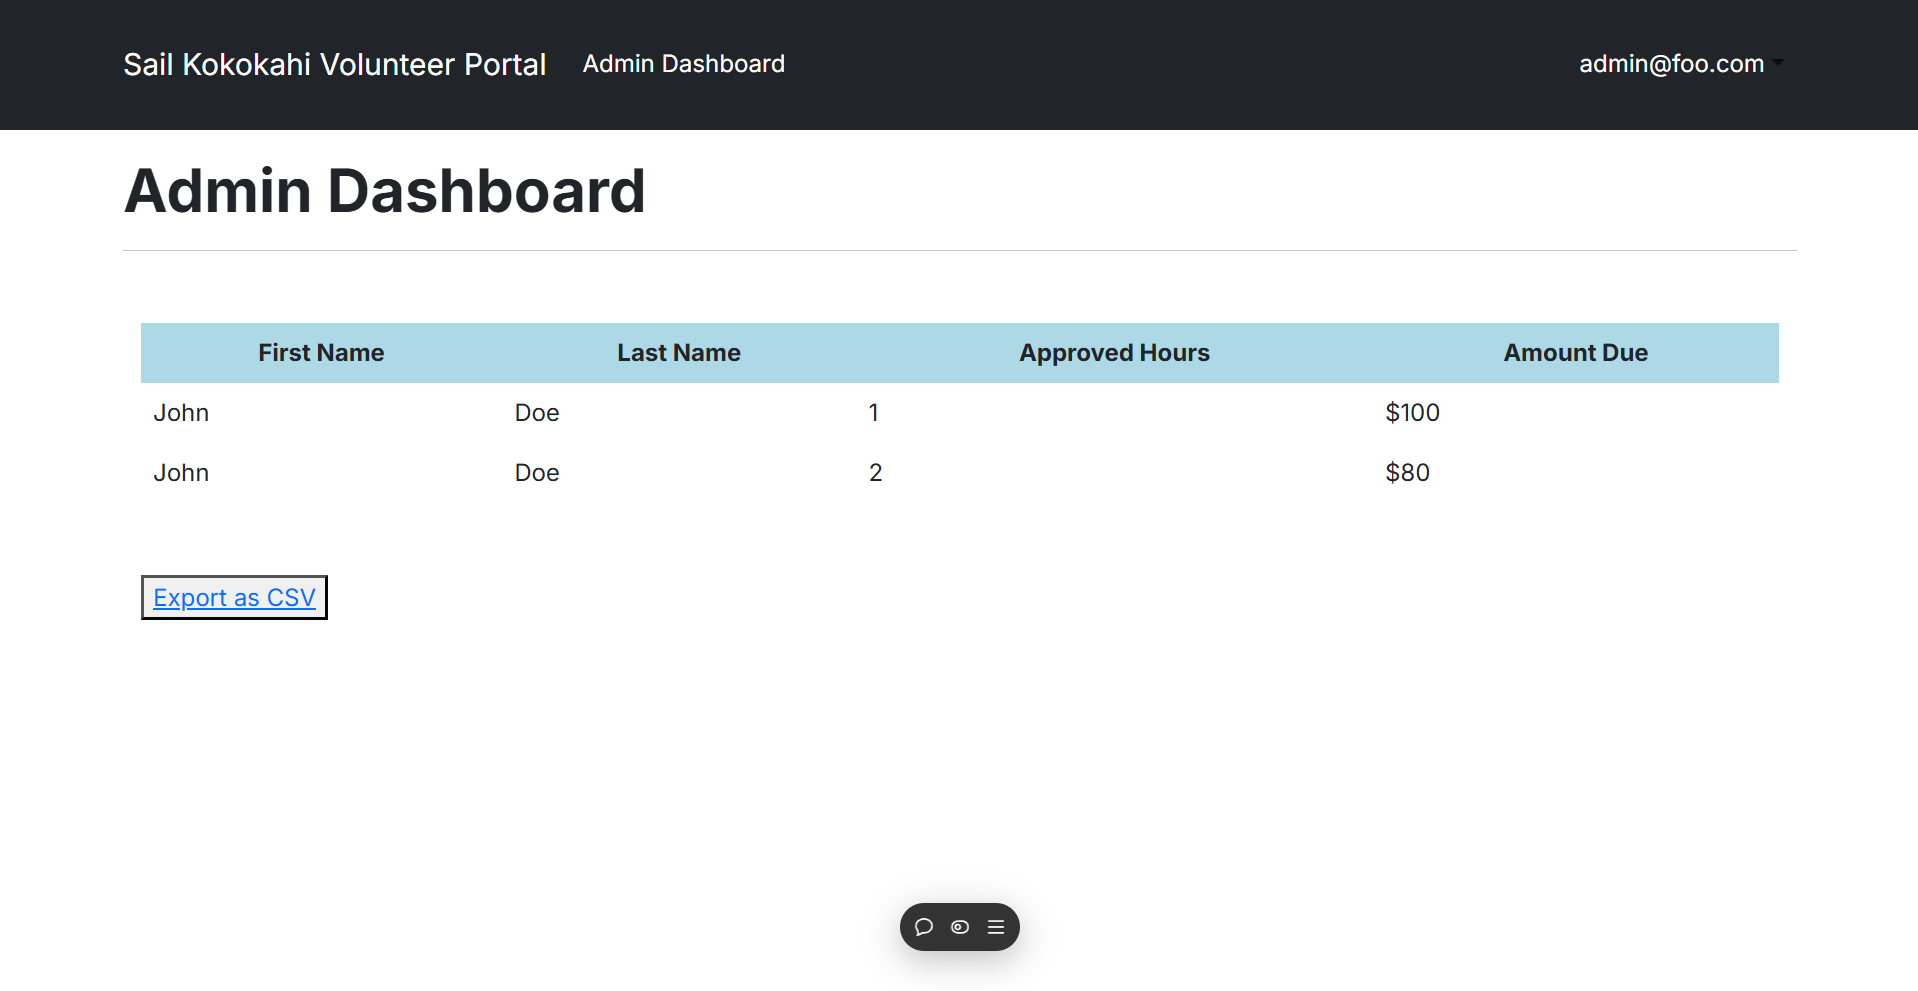 Sail Kokokahi Volunteer Portal Admin Dashboard admin@foo.com
Admin Dashboard
First Name Last Name Approved Hours Amount Due
John Doe 1 $100
John Doe 2 $80
Export as CSV